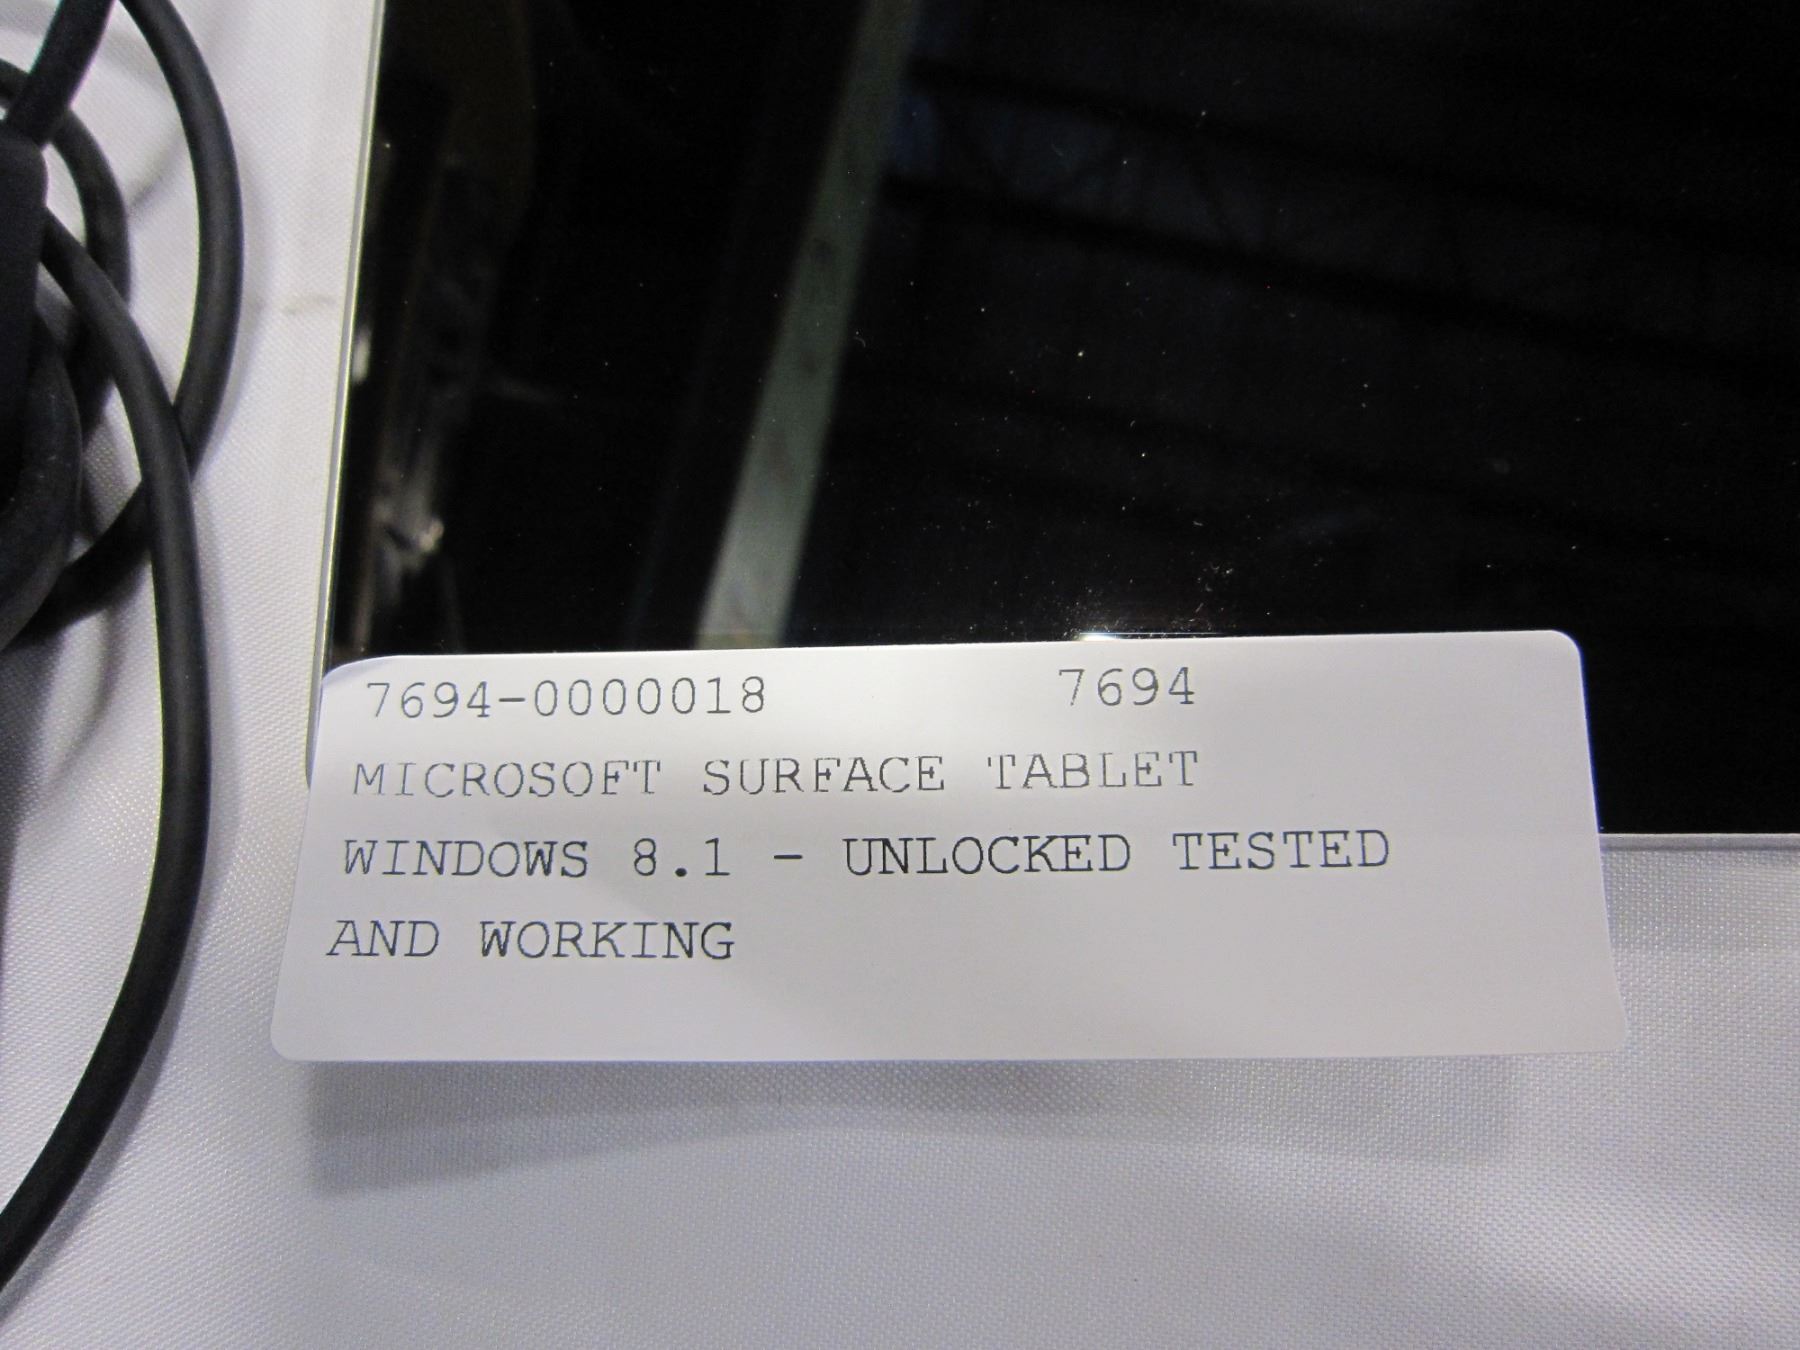 7694-0000018 7694
MICROSOFT SURFACE TABLET
WINDOWS 8.1 - UNLOCKED TESTED
AND WORKING